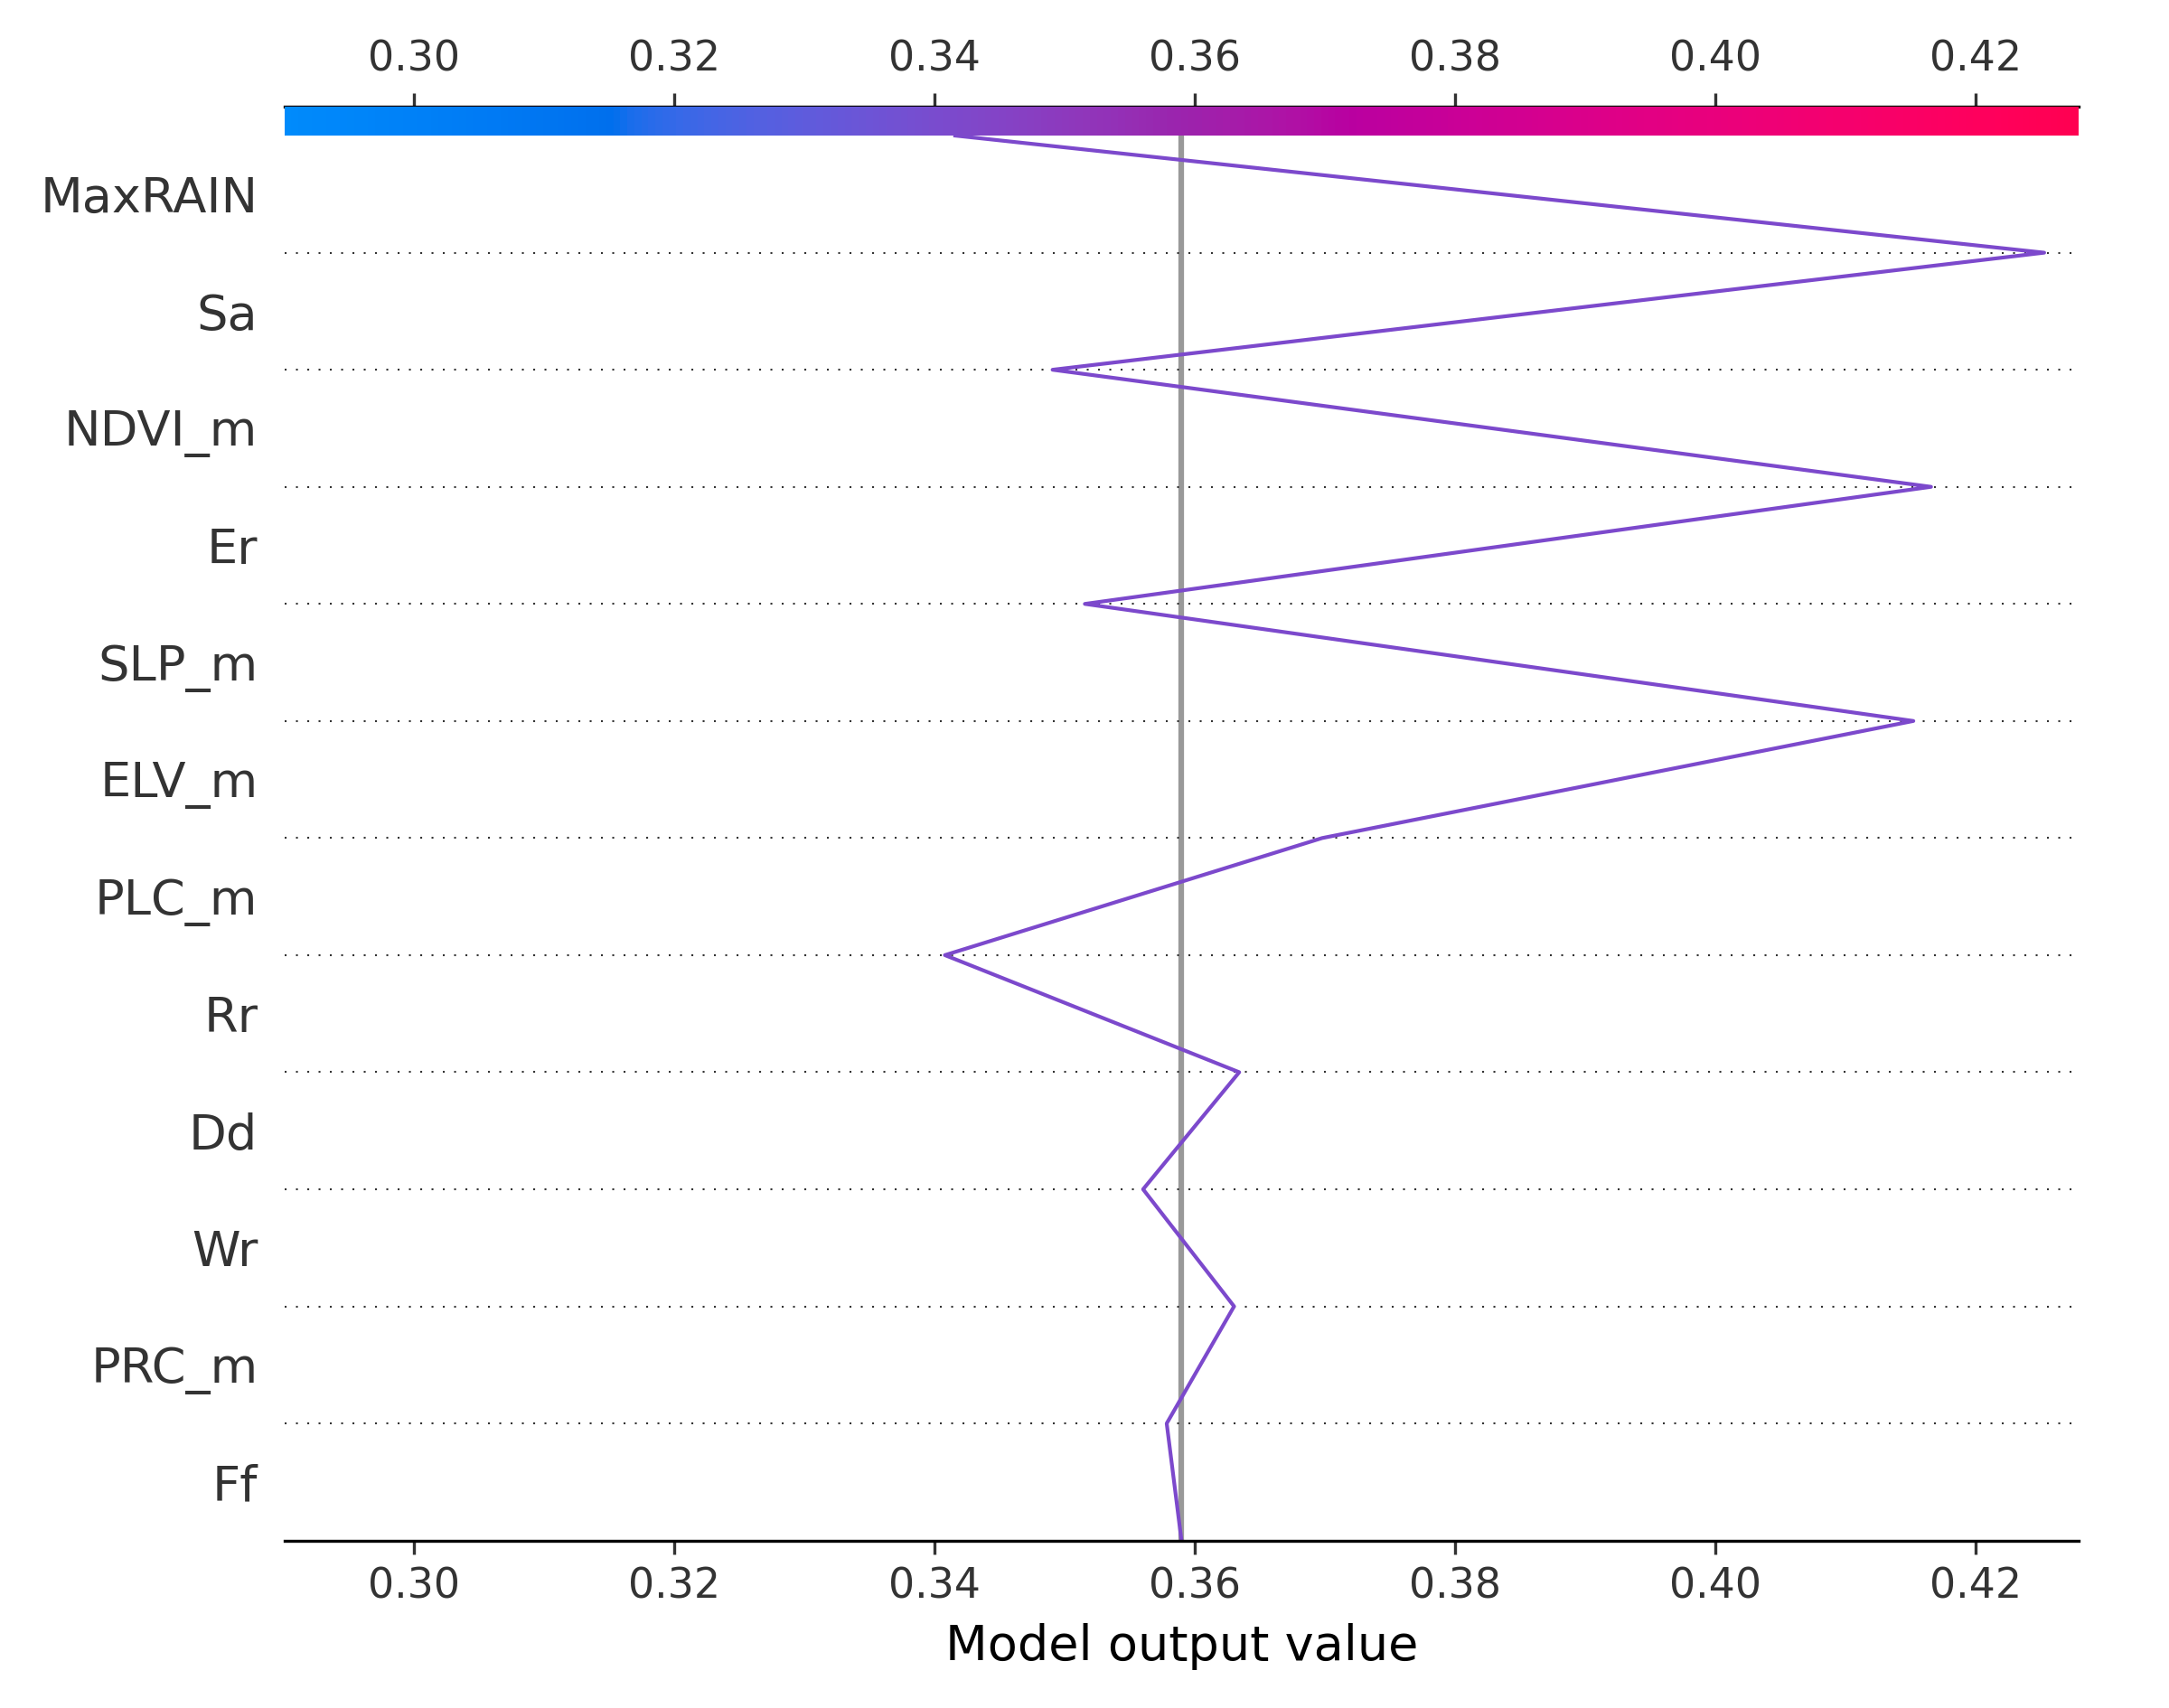 0.30 0.32 0.34 0.36 0.38 0.40 0.42
MaxRAIN
Sa
NDVI_m
Er
SLP_m
ELV_m
PLC_m
Rr
Dd
Wr
PRC_m
Ff
0.30 0.32 0.34 0.36 0.38 0.40 0.42
Model output value